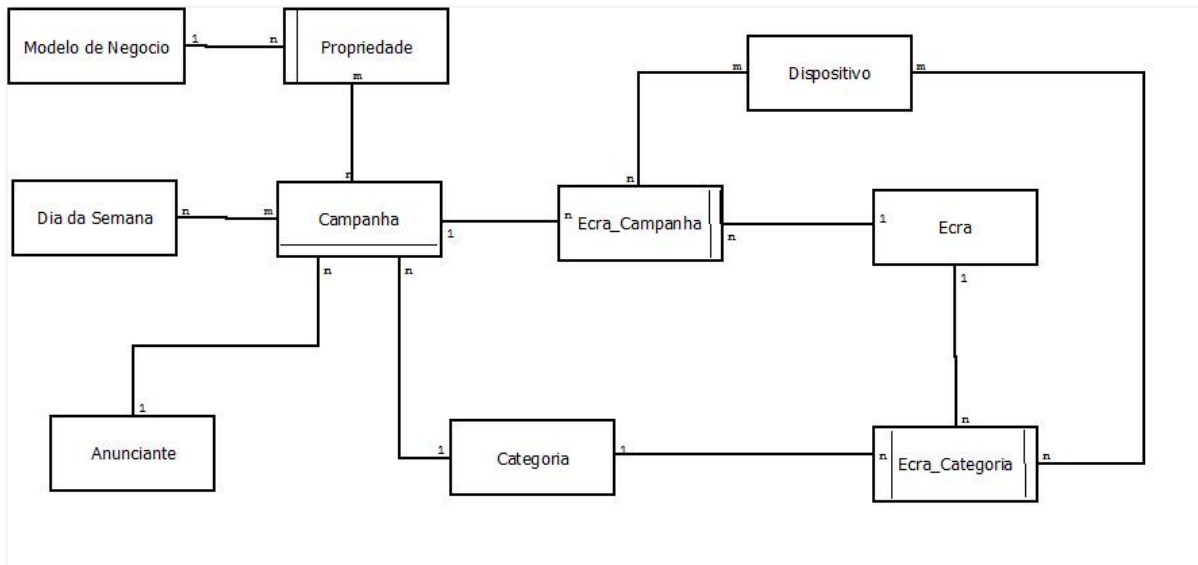 Modelo de Negocio
1
n
Propriedade
m
Dispositivo
m
m
n
Dia da Semana
n
m
Campanha
1
n
n
n
Ecra_Campanha
n
n
1
Ecra
1
Anunciante
1
1
Categoria
1
n
n
Ecra_Categoria
n